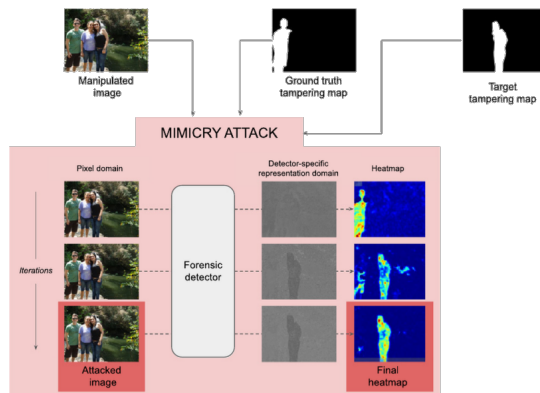 Manipulated
image
Ground truth
tampering map
Target
tampering map
MIMICRY ATTACK
Pixel domain
Detector-specific
representation domain
Heatmap
Iterations
Forensic
detector
Attacked
image
Final
heatmap